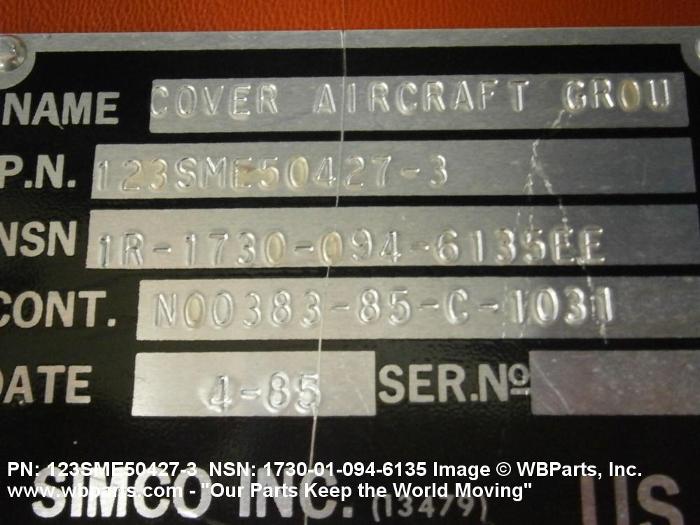 NAME COVER AIRCRAFT GROU
P.N. 123SME50427-3
NSN 1R-1730-094-6135EE
CONT. N00383-85-C-1031
DATE 4-85 SER.No
PN: 123SME50427-3 NSN: 1730-01-094-6135 Image © WBParts, Inc.
www.wbparts.com - "Our Parts Keep the World Moving"
SIMCO INC. (13479) US